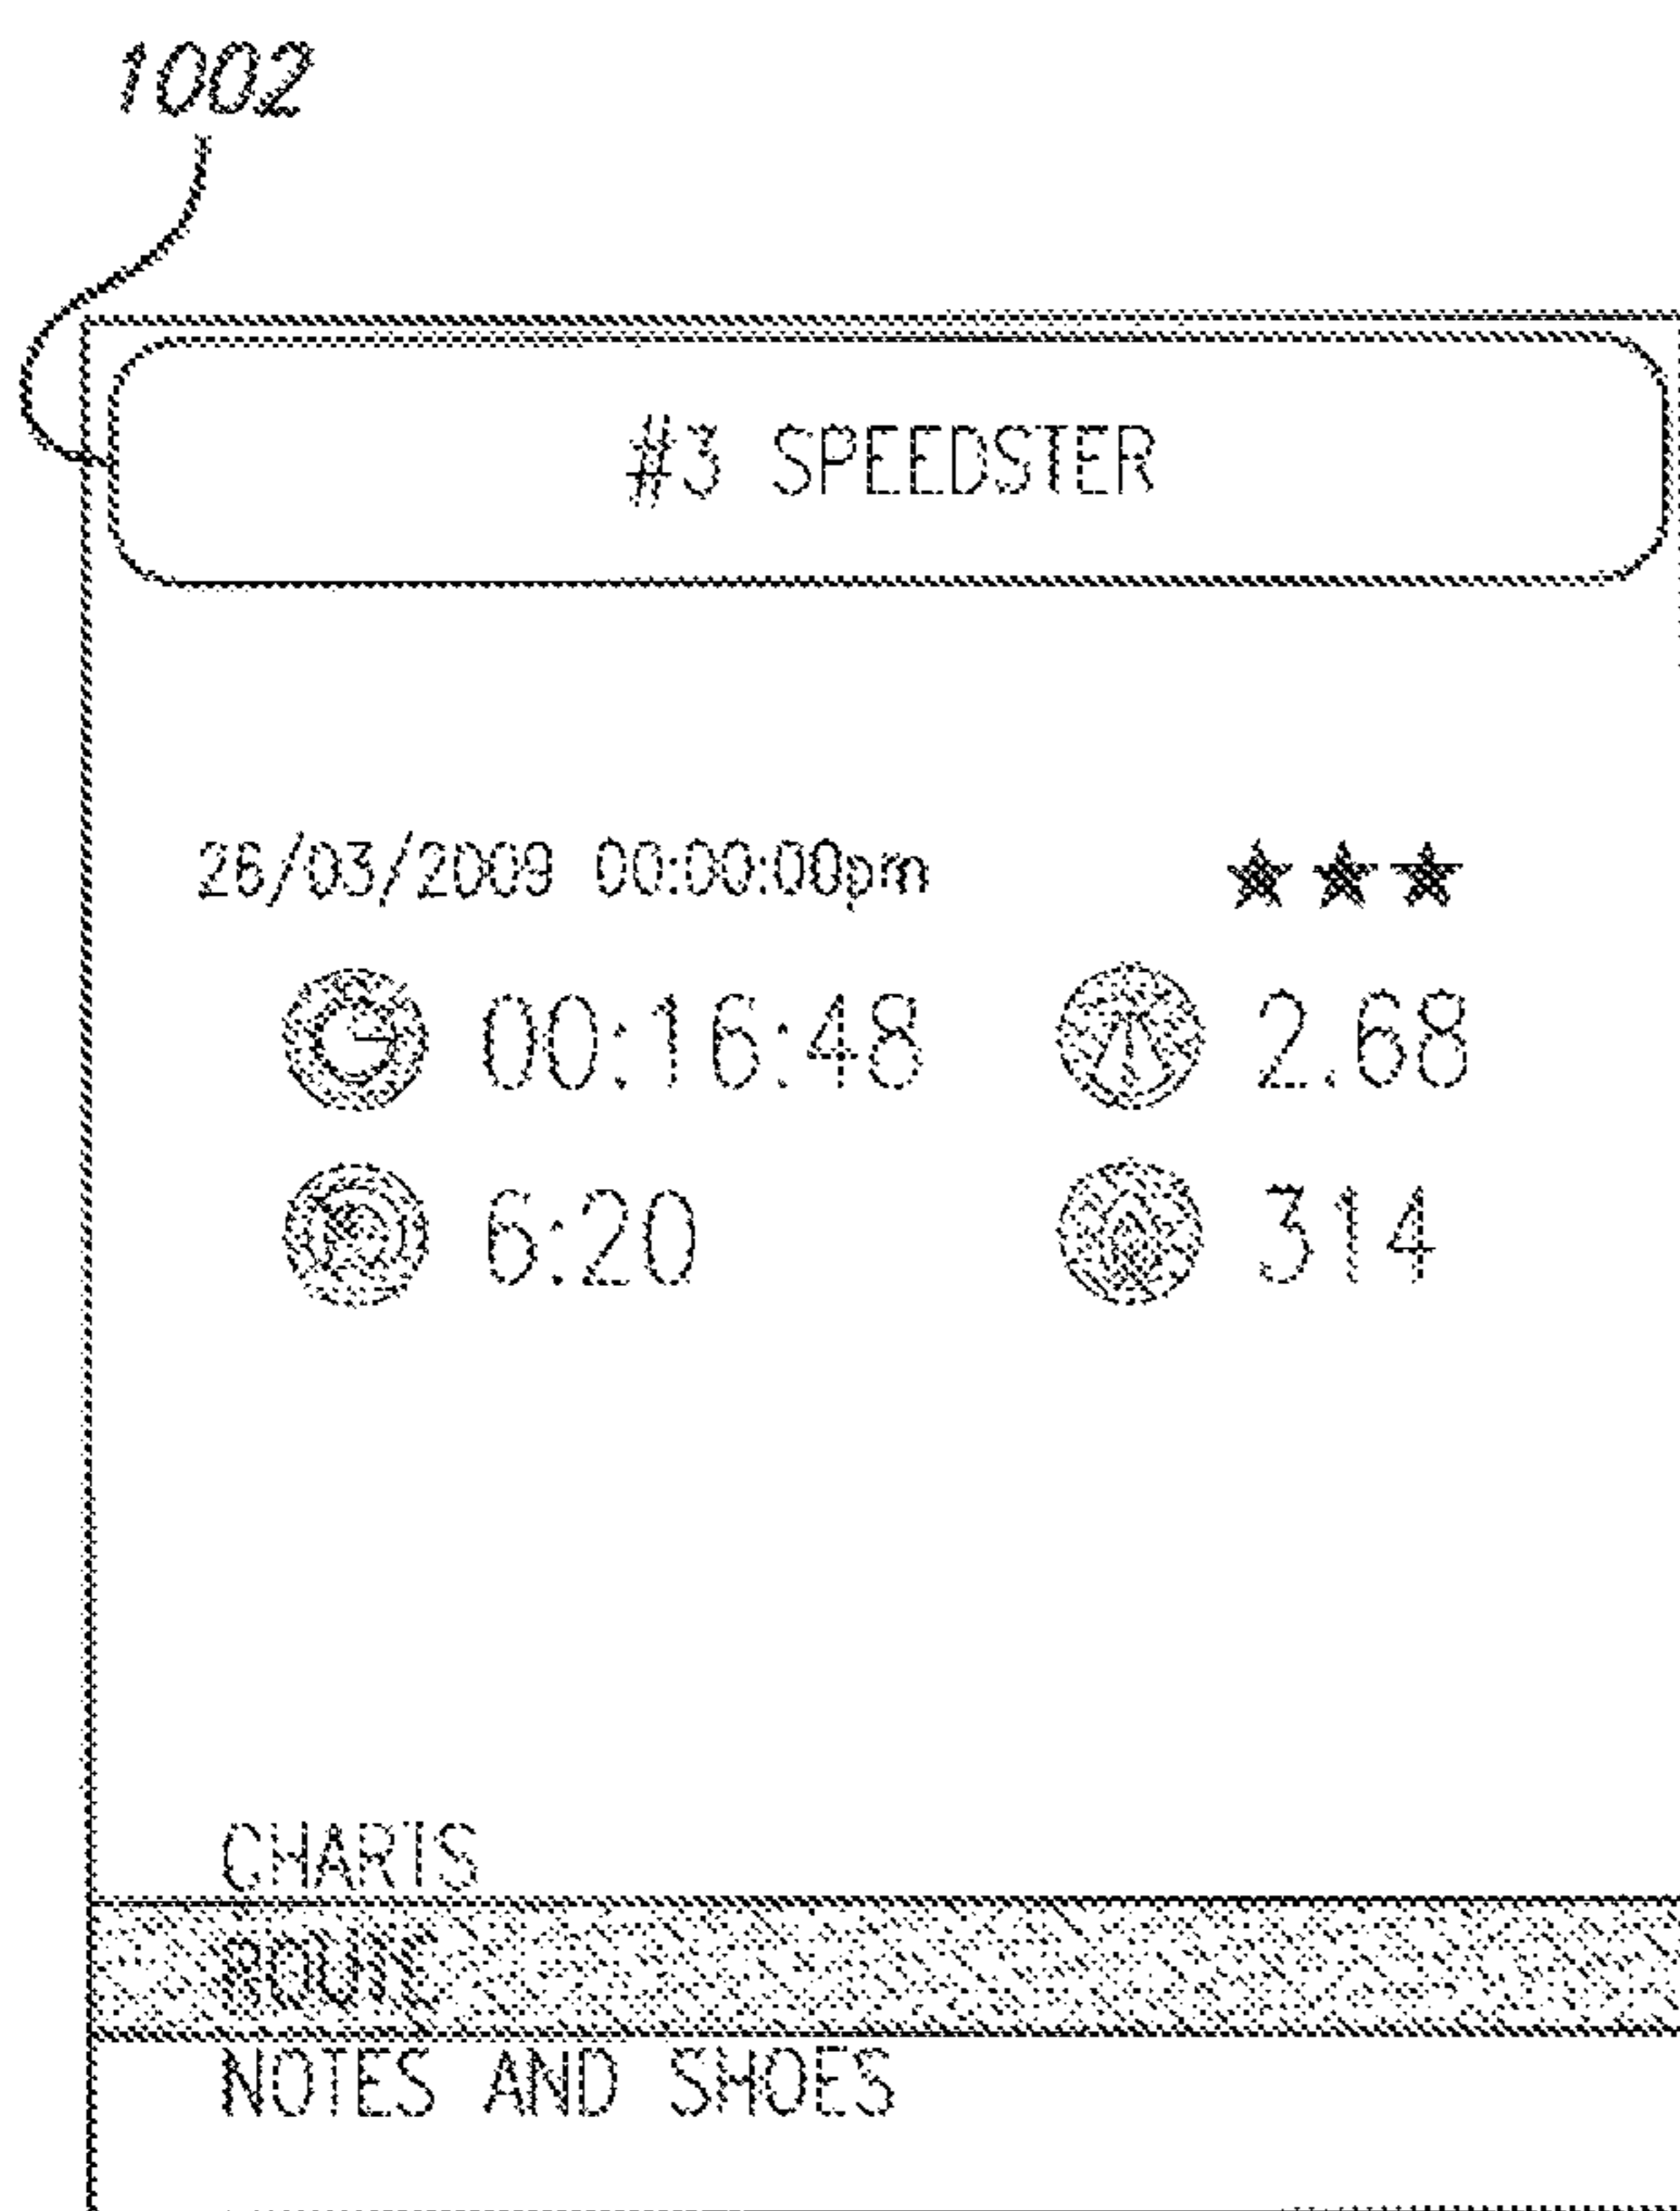 1002
#3 SPEEDSTER
26/03/2009 00:00:00pm
00:16:48 2.68
6:20 314
CHARTS
ROUTE
NOTES AND SHOES